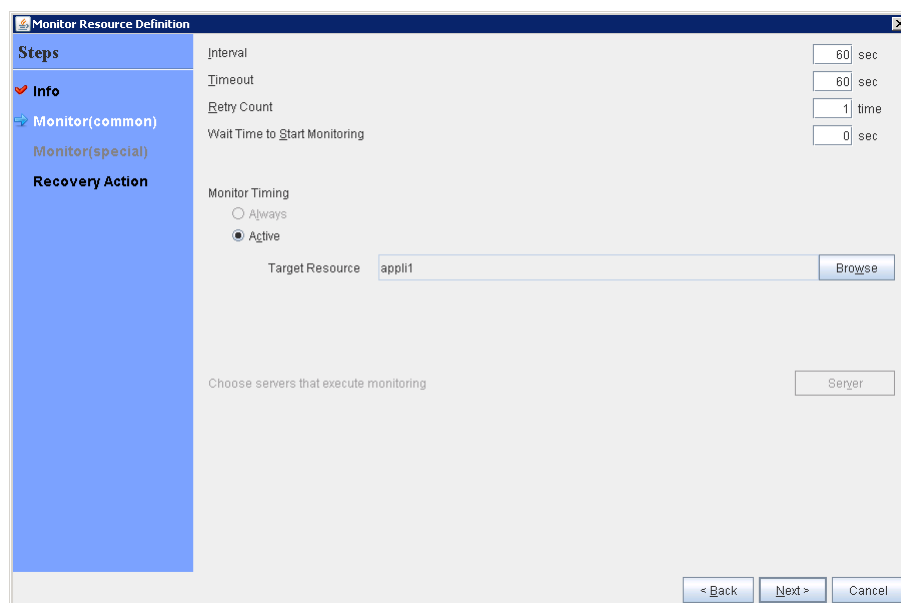 Monitor Resource Definition
Steps
Info
Monitor(common)
Monitor(special)
Recovery Action
Interval 60 sec
Timeout 60 sec
Retry Count 1 time
Wait Time to Start Monitoring 0 sec
Monitor Timing
Always
Active
Target Resource appli1 Browse
Choose servers that execute monitoring Server
< Back Next > Cancel